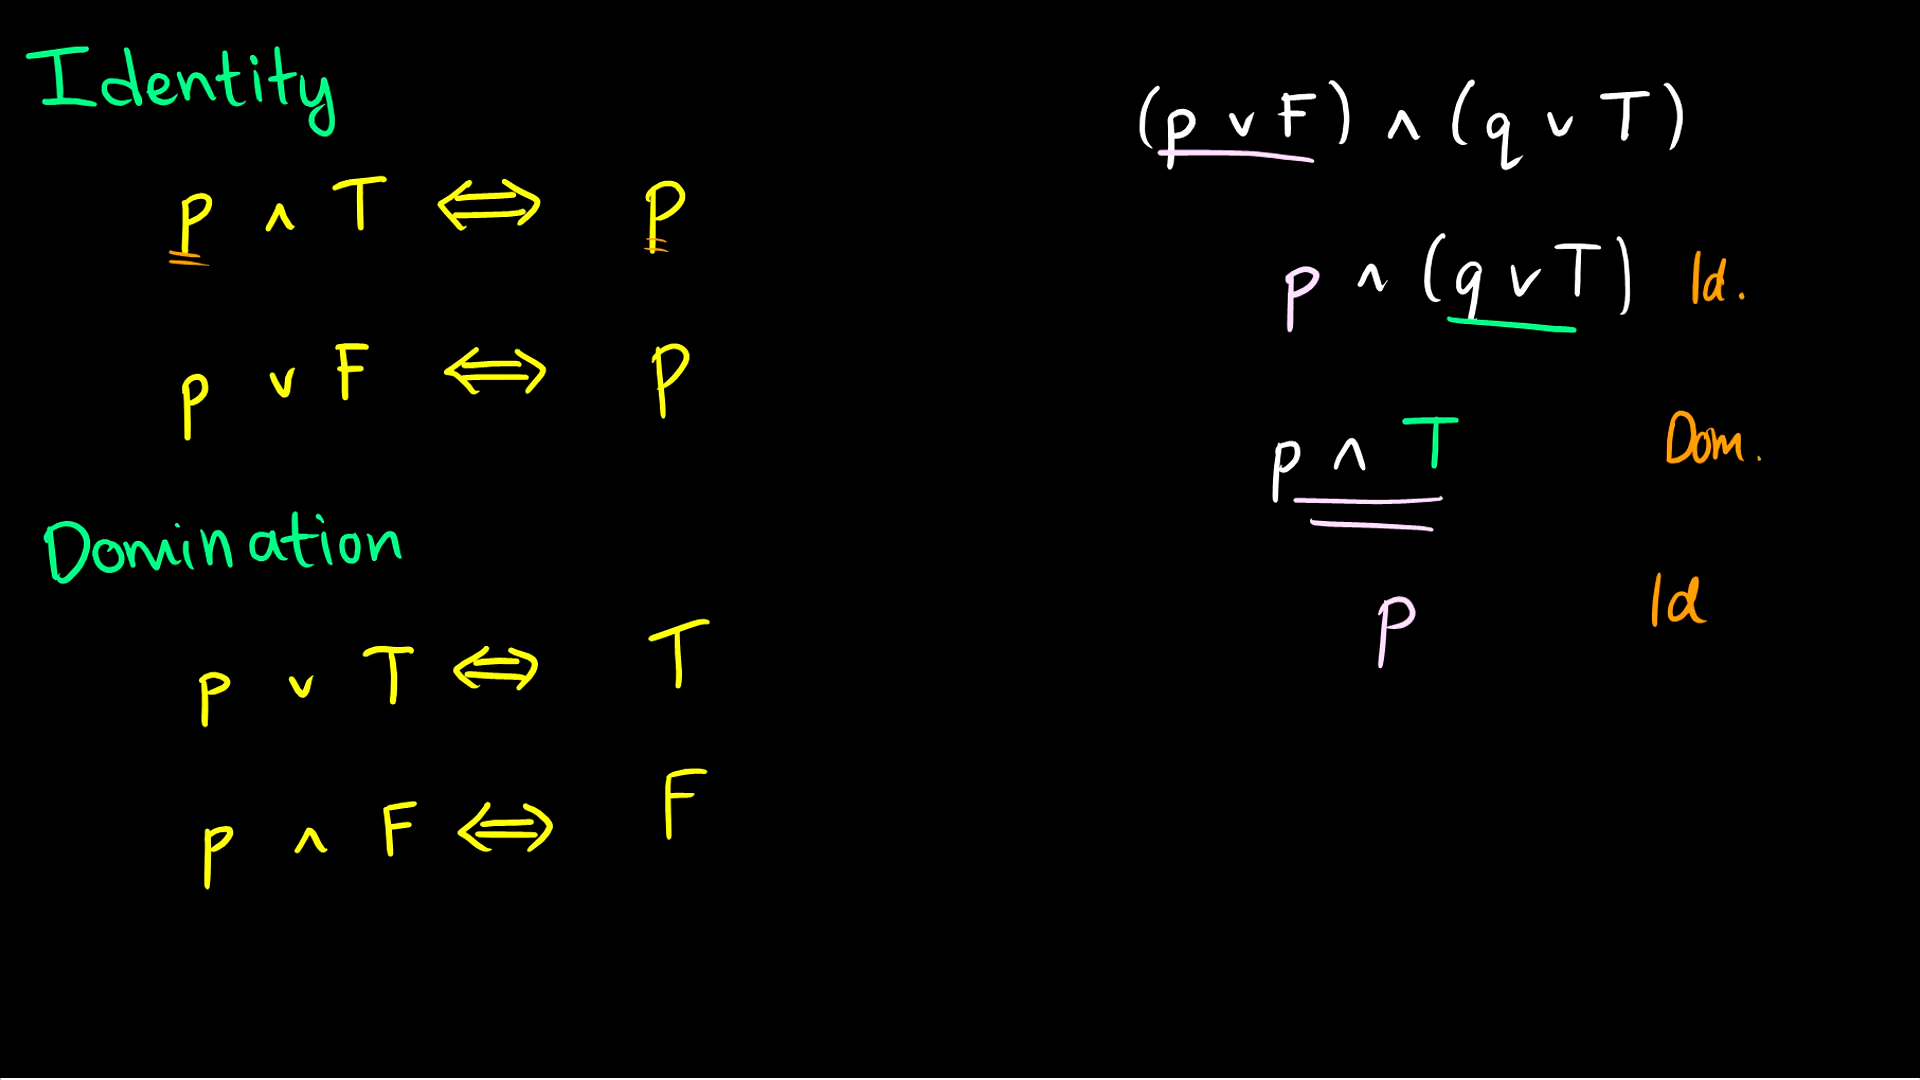 Identity
p ∧ T ⟺ p
p ∨ F ⟺ p
Domination
p ∨ T ⟺ T
p ∧ F ⟺ F
(p ∨ F) ∧ (q ∨ T)
p ∧ (q ∨ T) Id.
p ∧ T Dom.
p Id